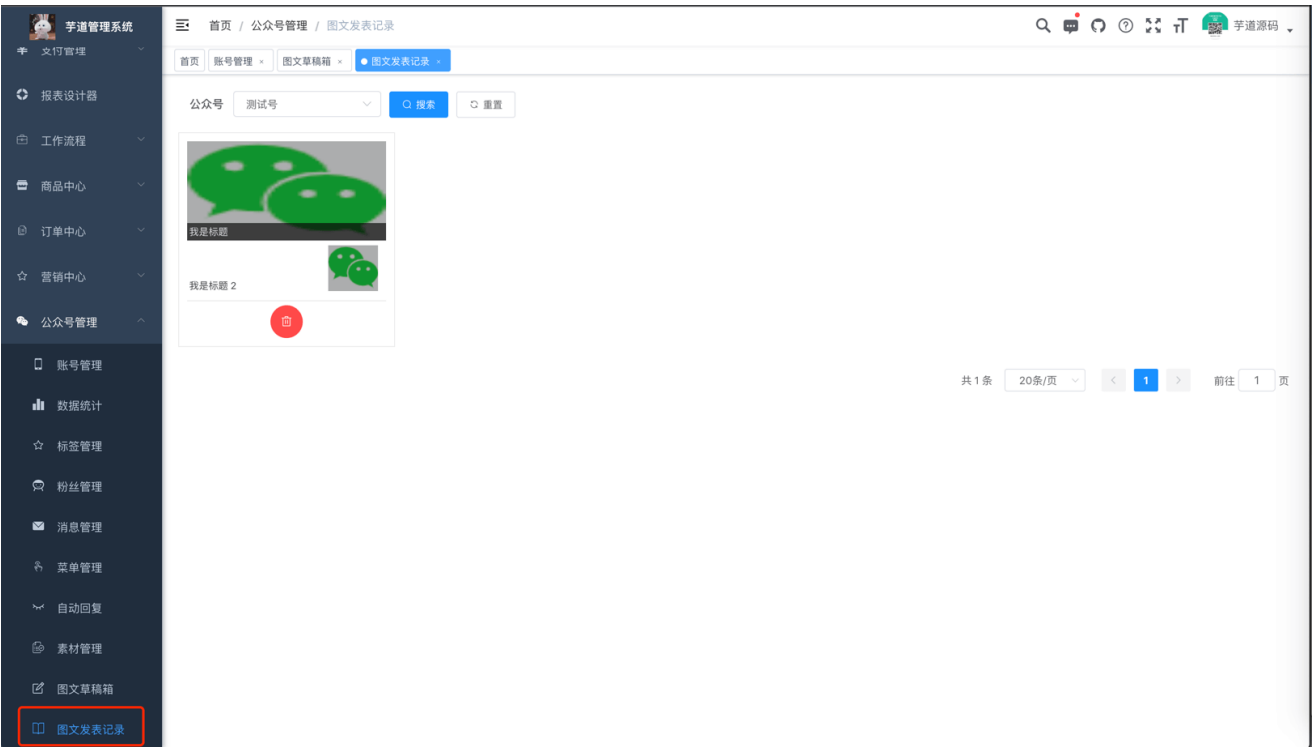 芋道管理系统
首页 / 公众号管理 / 图文发表记录
芋道源码
支付管理
首页 账号管理 × 图文草稿箱 × 图文发表记录 ×
报表设计器
公众号 测试号 搜索 重置
工作流程
商品中心
订单中心
我是标题
营销中心
我是标题 2
公众号管理
账号管理
共 1 条 20条/页 < 1 > 前往 1 页
数据统计
标签管理
粉丝管理
消息管理
菜单管理
自动回复
素材管理
图文草稿箱
图文发表记录